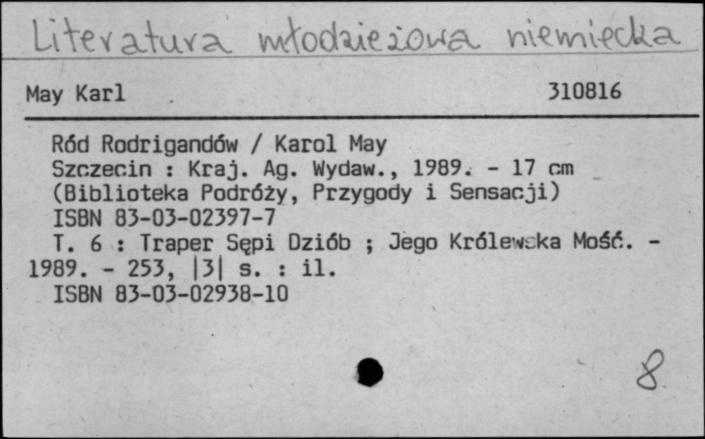 Literatura młodzieżowa niemiecka
May Karl 310816
Ród Rodrigandów / Karol May
Szczecin : Kraj. Ag. Wydaw., 1989. - 17 cm
(Biblioteka Podróży, Przygody i Sensacji)
ISBN 83-03-02397-7
T. 6 : Traper Sępi Dziób ; Jego Królewska Mość. -
1989. - 253, |3| s. : il.
ISBN 83-03-02938-10
8